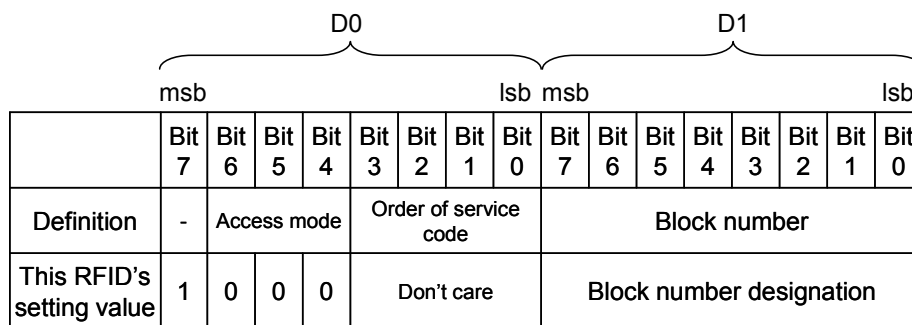 D0 D1
msb lsb msb lsb
Bit 7 Bit 6 Bit 5 Bit 4 Bit 3 Bit 2 Bit 1 Bit 0 Bit 7 Bit 6 Bit 5 Bit 4 Bit 3 Bit 2 Bit 1 Bit 0
Definition - Access mode Order of service code Block number
This RFID's setting value 1 0 0 0 Don't care Block number designation